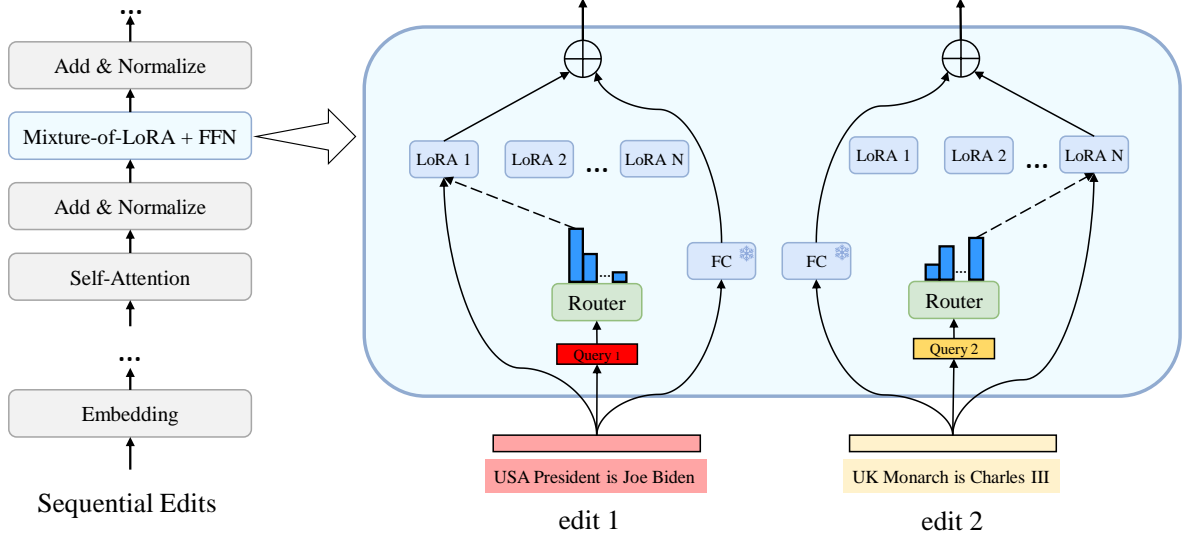 ...
Add & Normalize
Mixture-of-LoRA + FFN
Add & Normalize
Self-Attention
...
Embedding
Sequential Edits
LoRA 1
LoRA 2
...
LoRA N
FC
...
Router
Query 1
USA President is Joe Biden
edit 1
LoRA 1
LoRA 2
...
LoRA N
FC
...
Router
Query 2
UK Monarch is Charles III
edit 2